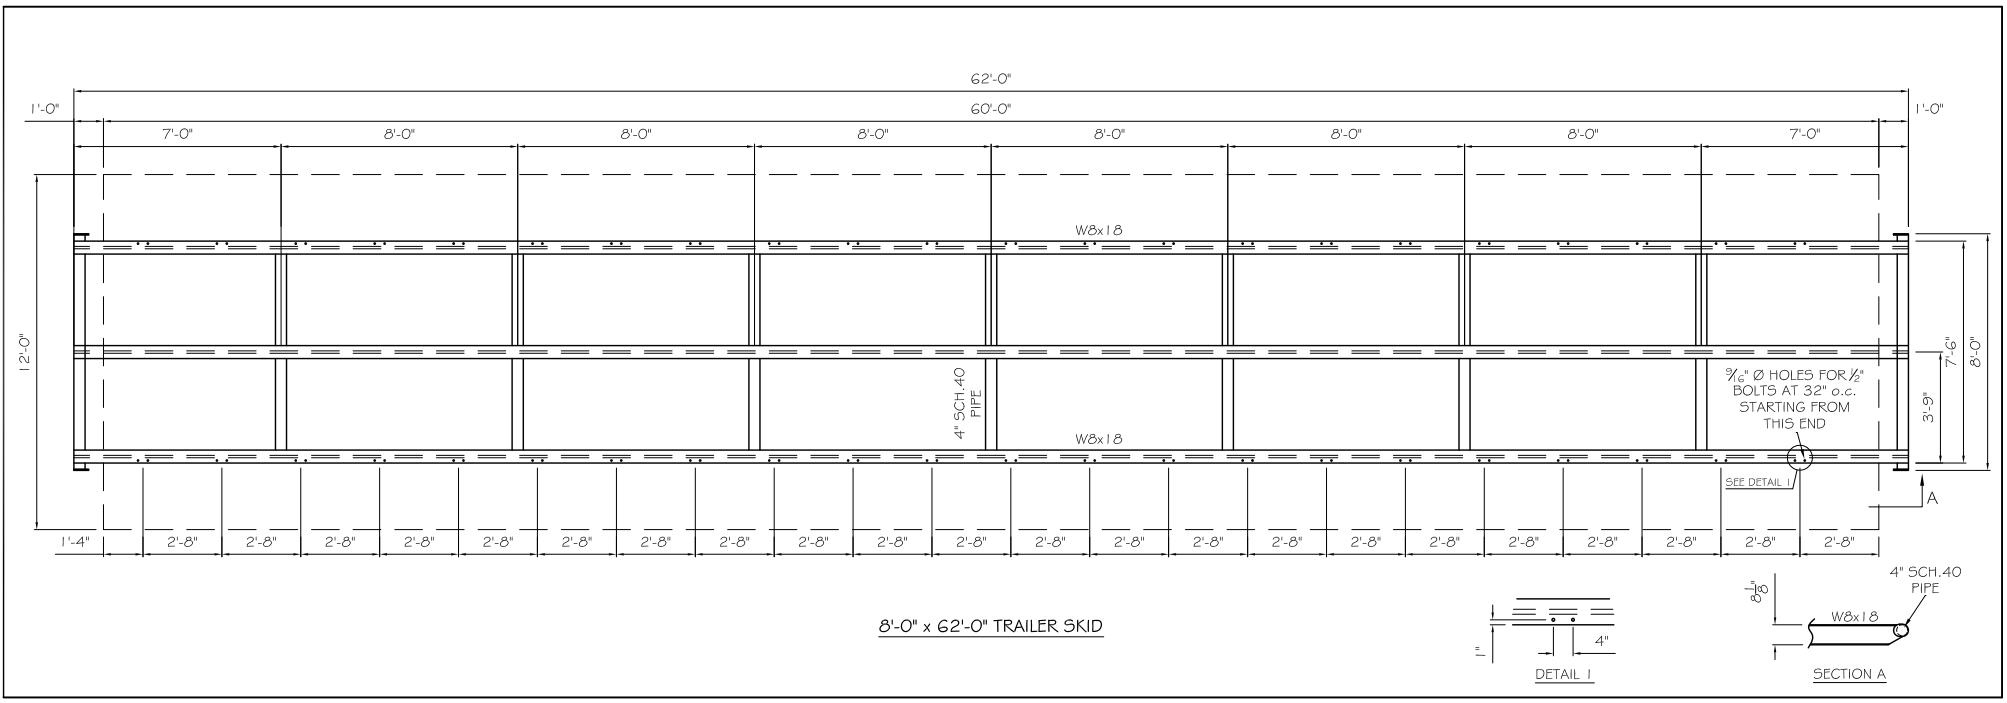 62'-0"
1'-0" 60'-0" 1'-0"
7'-0" 8'-0" 8'-0" 8'-0" 8'-0" 8'-0" 8'-0" 7'-0"
W8x18
12'-0"
7'-6"
8'-0"
3'-9"
4" SCH.40
PIPE
9/16" Ø HOLES FOR 1/2"
BOLTS AT 32" o.c.
STARTING FROM
THIS END
W8x18
SEE DETAIL 1
A
1'-4" 2'-8" 2'-8" 2'-8" 2'-8" 2'-8" 2'-8" 2'-8" 2'-8" 2'-8" 2'-8" 2'-8" 2'-8" 2'-8" 2'-8" 2'-8" 2'-8" 2'-8" 2'-8" 2'-8" 2'-8" 2'-8" 2'-8"
8'-0" x 62'-0" TRAILER SKID
1"
4"
DETAIL 1
8 1/8"
4" SCH.40
PIPE
W8x18
SECTION A